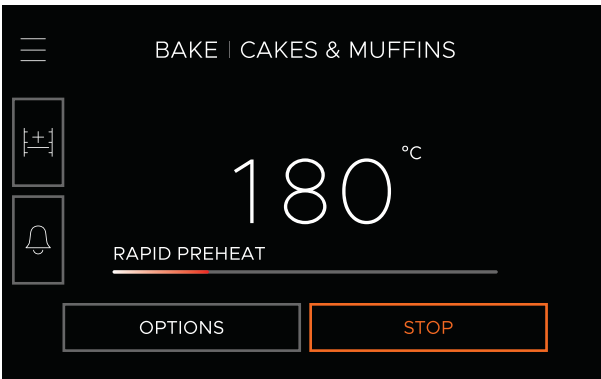 BAKE | CAKES & MUFFINS
180 °C
RAPID PREHEAT
OPTIONS
STOP